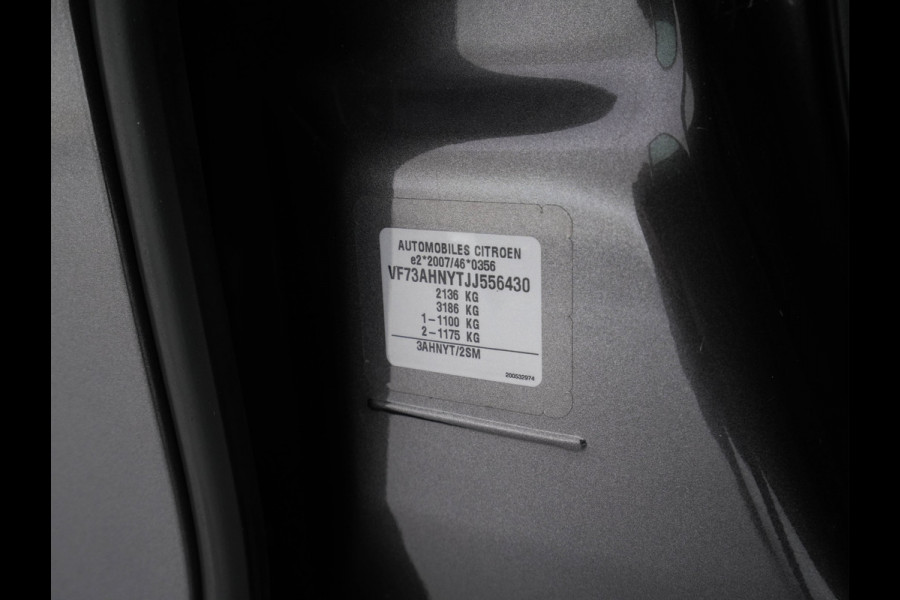 AUTOMOBILES CITROEN
e2*2007/46*0356
VF73AHNYTJJ556430
2136 KG
3186 KG
1-1100 KG
2-1175 KG
3AHNYT/2SM
200532974